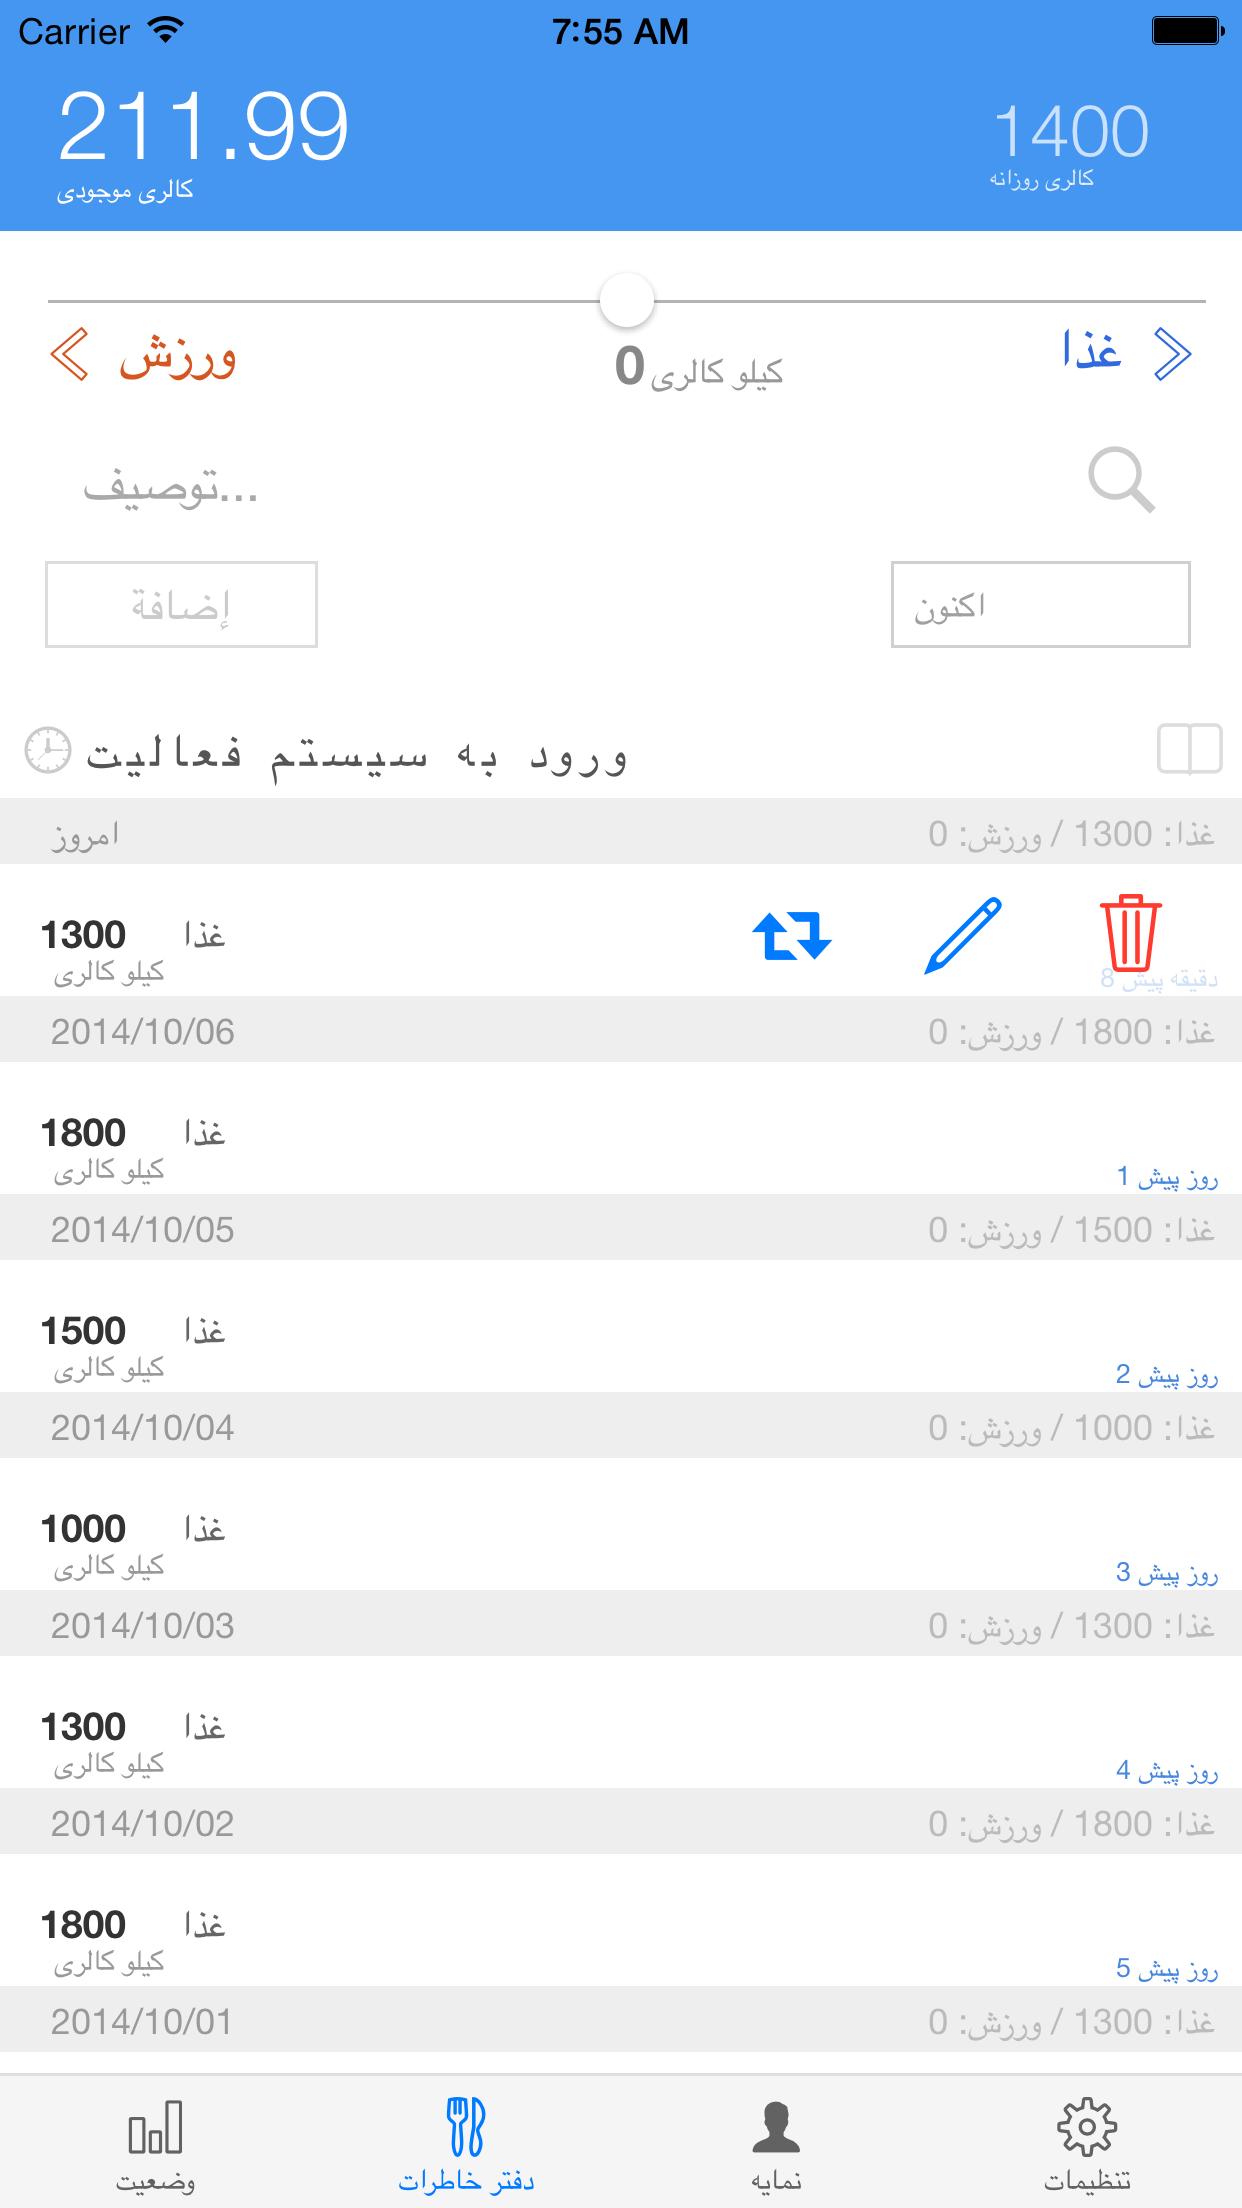 Carrier 7:55 AM
211.99
1400
کالری موجودی
کالری روزانه
ورزش
0 کیلو کالری
غذا
توصیف...
إضافة
اکنون
ورود به سیستم فعالیت
امروز
غذا: 1300 / ورزش: 0
1300 غذا
کیلو کالری
8 دقیقه پیش
2014/10/06
غذا: 1800 / ورزش: 0
1800 غذا
کیلو کالری
1 روز پیش
2014/10/05
غذا: 1500 / ورزش: 0
1500 غذا
کیلو کالری
2 روز پیش
2014/10/04
غذا: 1000 / ورزش: 0
1000 غذا
کیلو کالری
3 روز پیش
2014/10/03
غذا: 1300 / ورزش: 0
1300 غذا
کیلو کالری
4 روز پیش
2014/10/02
غذا: 1800 / ورزش: 0
1800 غذا
کیلو کالری
5 روز پیش
2014/10/01
غذا: 1300 / ورزش: 0
وضعیت
دفتر خاطرات
نمایه
تنظیمات